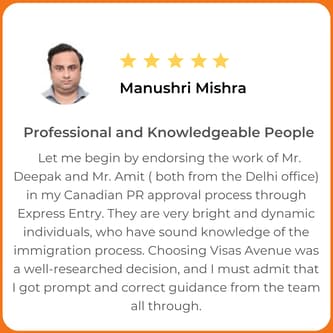 Manushri Mishra
Professional and Knowledgeable People
Let me begin by endorsing the work of Mr.
Deepak and Mr. Amit ( both from the Delhi office)
in my Canadian PR approval process through
Express Entry. They are very bright and dynamic
individuals, who have sound knowledge of the
immigration process. Choosing Visas Avenue was
a well-researched decision, and I must admit that
I got prompt and correct guidance from the team
all through.